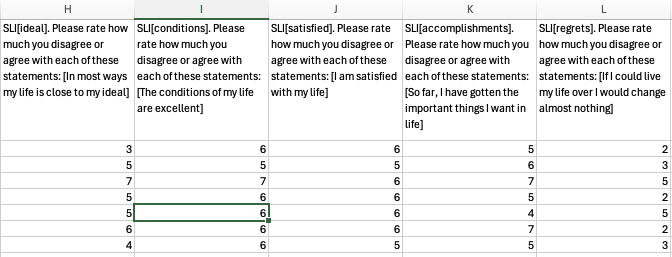 H I J K L
SLI[ideal]. Please rate how much you disagree or agree with each of these statements: [In most ways my life is close to my ideal] SLI[conditions]. Please rate how much you disagree or agree with each of these statements: [The conditions of my life are excellent] SLI[satisfied]. Please rate how much you disagree or agree with each of these statements: [I am satisfied with my life] SLI[accomplishments]. Please rate how much you disagree or agree with each of these statements: [So far, I have gotten the important things I want in life] SLI[regrets]. Please rate how much you disagree or agree with each of these statements: [If I could live my life over I would change almost nothing]
3 6 6 5 2
5 5 5 6 3
7 7 6 7 5
5 6 6 5 2
5 6 6 4 5
6 6 6 7 2
4 6 5 5 3